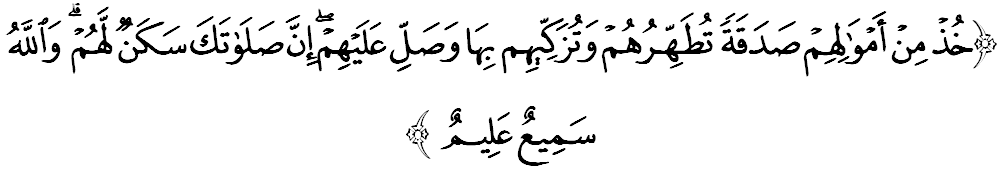 ﴿خُذْ مِنْ أَمْوَٰلِهِمْ صَدَقَةً تُطَهِّرُهُمْ وَتُزَكِّيهِم بِهَا وَصَلِّ عَلَيْهِمْ ۖ إِنَّ صَلَوٰتَكَ سَكَنٌ لَّهُمْ ۗ وَٱللَّهُ
سَمِيعٌ عَلِيمٌ ﴾